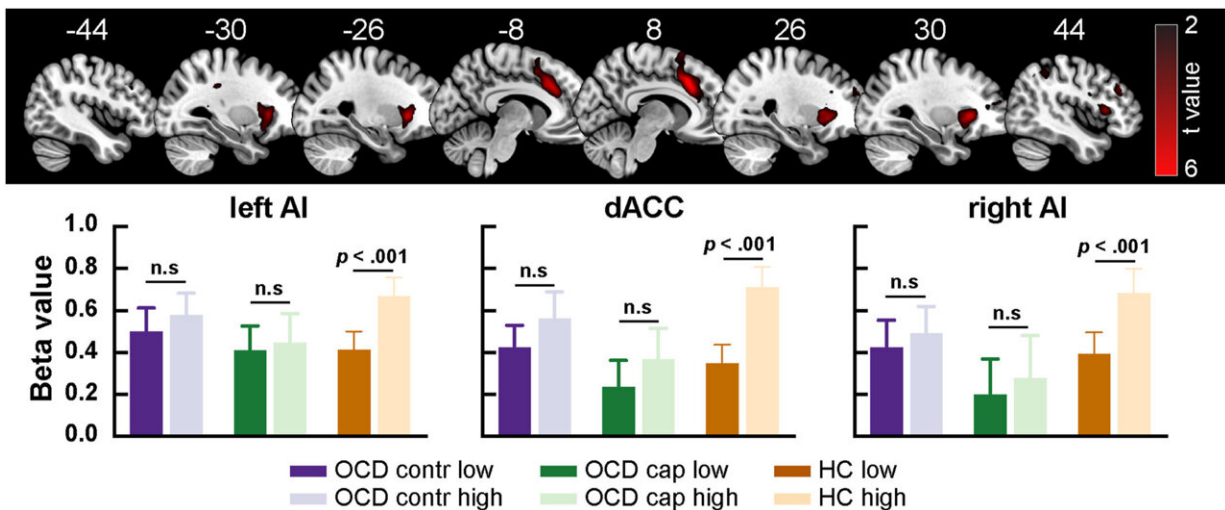 -44 -30 -26 -8 8 26 30 44
2
t value
6
left AI dACC right AI
Beta value
1.0
0.8
0.6
0.4
0.2
0.0
n.s n.s p < .001
n.s n.s p < .001
n.s n.s p < .001
OCD contr low OCD cap low HC low
OCD contr high OCD cap high HC high